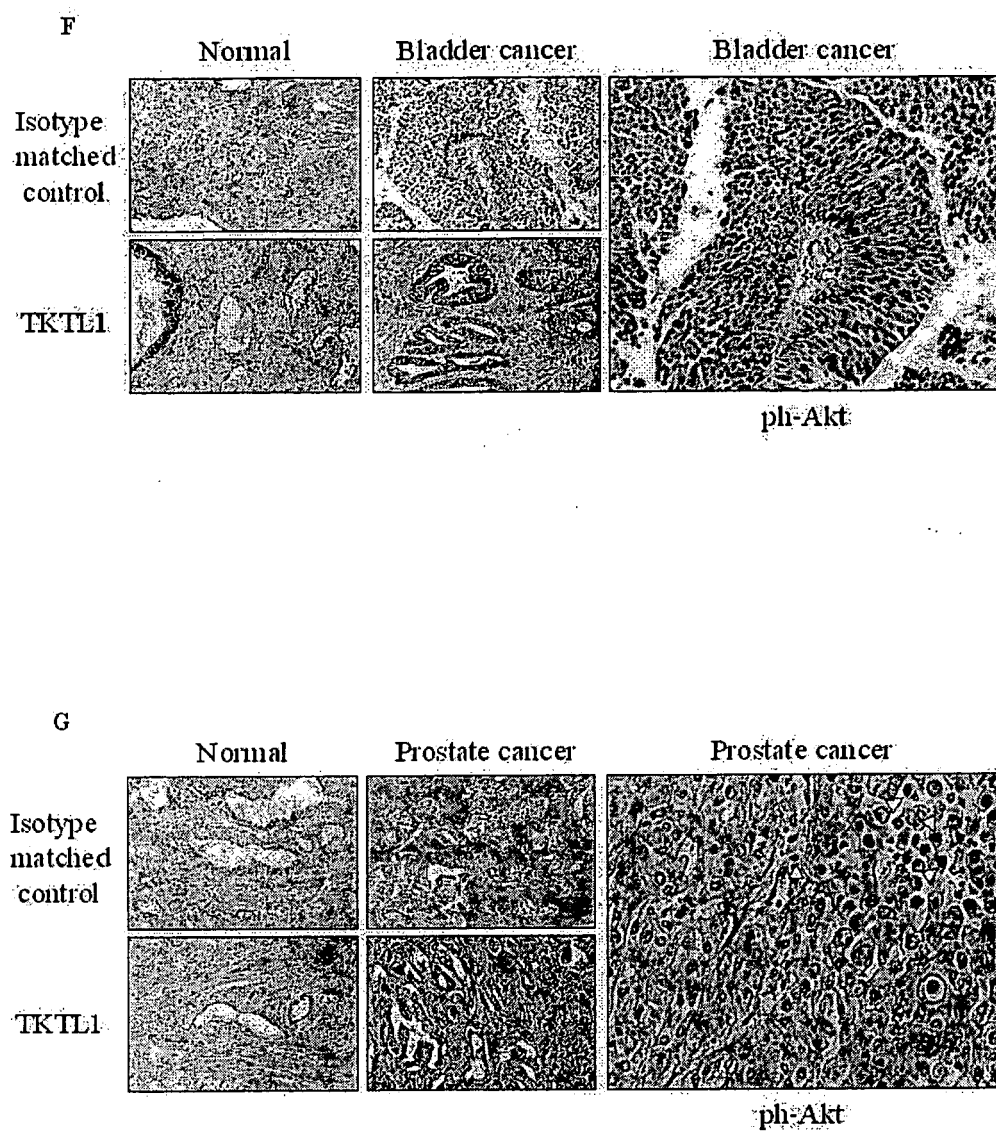 F
Normal
Bladder cancer
Bladder cancer
Isotype
matched
control
TKTL1
ph-Akt
G
Normal
Prostate cancer
Prostate cancer
Isotype
matched
control
TKTL1
ph-Akt